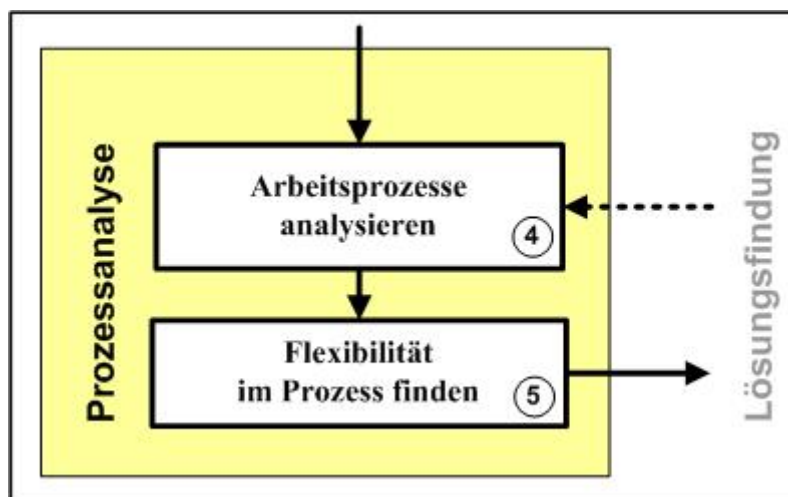 Prozessanalyse
Arbeitsprozesse
analysieren
4
Flexibilität
im Prozess finden
5
Lösungsfindung